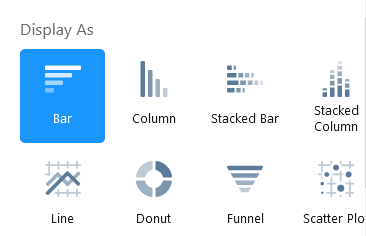 Display As
Bar
Column
Stacked Bar
Stacked
Column
Line
Donut
Funnel
Scatter Plo